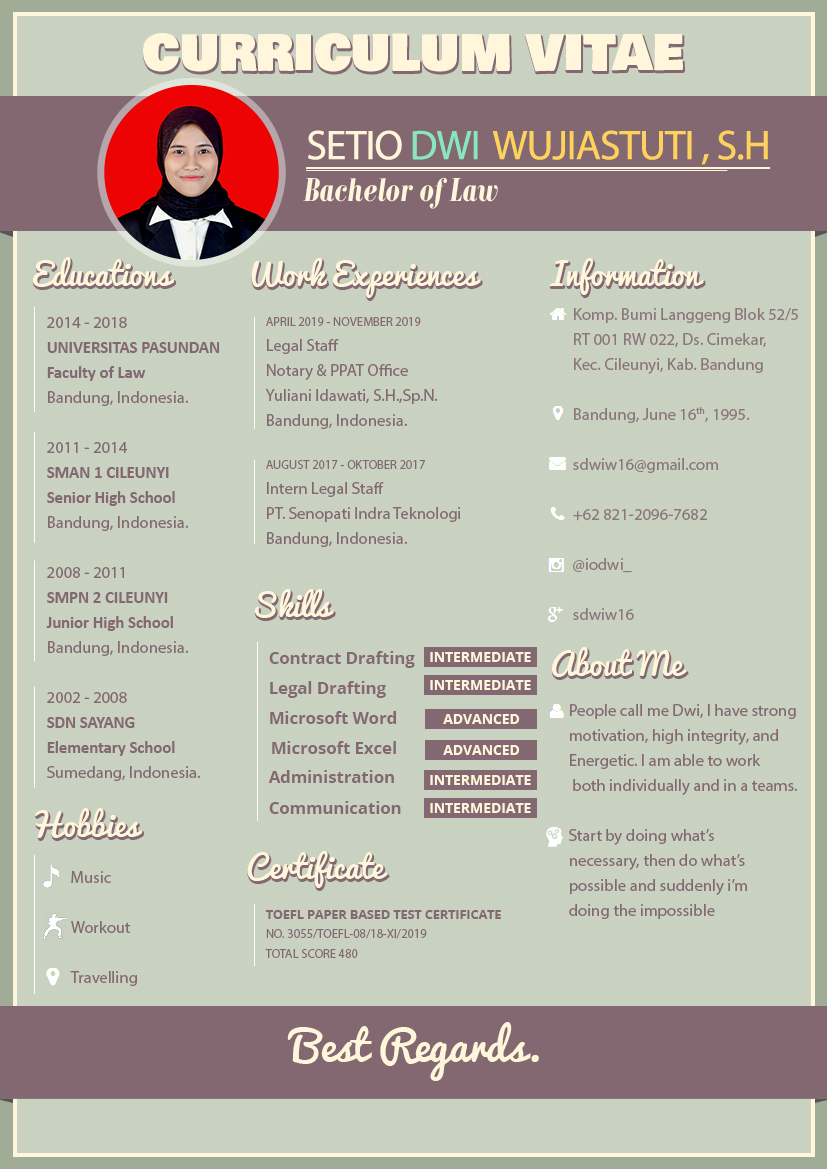 CURRICULUM VITAE
SETIO DWI WUJIASTUTI , S.H
Bachelor of Law
Educations
2014 - 2018
UNIVERSITAS PASUNDAN
Faculty of Law
Bandung, Indonesia.
2011 - 2014
SMAN 1 CILEUNYI
Senior High School
Bandung, Indonesia.
2008 - 2011
SMPN 2 CILEUNYI
Junior High School
Bandung, Indonesia.
2002 - 2008
SDN SAYANG
Elementary School
Sumedang, Indonesia.
Hobbies
Music
Workout
Travelling
Work Experiences
APRIL 2019 - NOVEMBER 2019
Legal Staff
Notary & PPAT Office
Yuliani Idawati, S.H.,Sp.N.
Bandung, Indonesia.
AUGUST 2017 - OKTOBER 2017
Intern Legal Staff
PT. Senopati Indra Teknologi
Bandung, Indonesia.
Skills
Contract Drafting INTERMEDIATE
Legal Drafting INTERMEDIATE
Microsoft Word ADVANCED
Microsoft Excel ADVANCED
Administration INTERMEDIATE
Communication INTERMEDIATE
Certificate
TOEFL PAPER BASED TEST CERTIFICATE
NO. 3055/TOEFL-08/18-XI/2019
TOTAL SCORE 480
Information
Komp. Bumi Langgeng Blok 52/5
RT 001 RW 022, Ds. Cimekar,
Kec. Cileunyi, Kab. Bandung
Bandung, June 16th, 1995.
sdwiw16@gmail.com
+62 821-2096-7682
@iodwi_
sdwiw16
About Me
People call me Dwi, I have strong
motivation, high integrity, and
Energetic. I am able to work
both individually and in a teams.
Start by doing what's
necessary, then do what's
possible and suddenly i'm
doing the impossible
Best Regards.